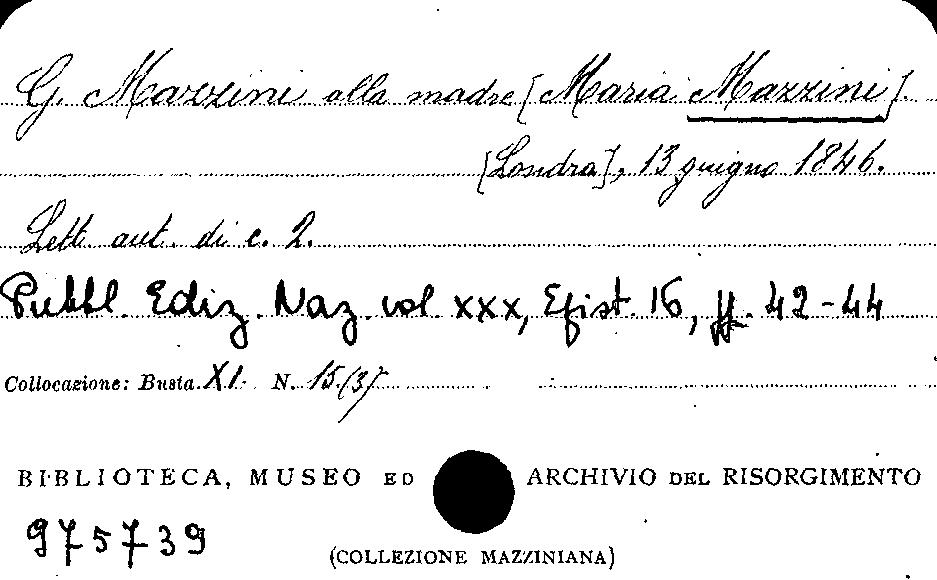 G. Mazzini alla madre [Maria Mazzini].
[Londra], 13 giugno 1846.
Lett. aut. di c. 2.
Pubbl. Ediz. Naz. vol. XXX, Epist. 16, pp. 42-44
Collocazione: Busta XI. N. 15/(3)
BIBLIOTECA, MUSEO ED ARCHIVIO DEL RISORGIMENTO
975739
(COLLEZIONE MAZZINIANA)